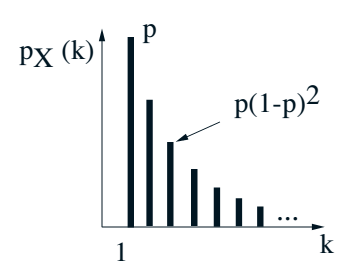 p
pX (k)
p(1-p)2
...
1
k